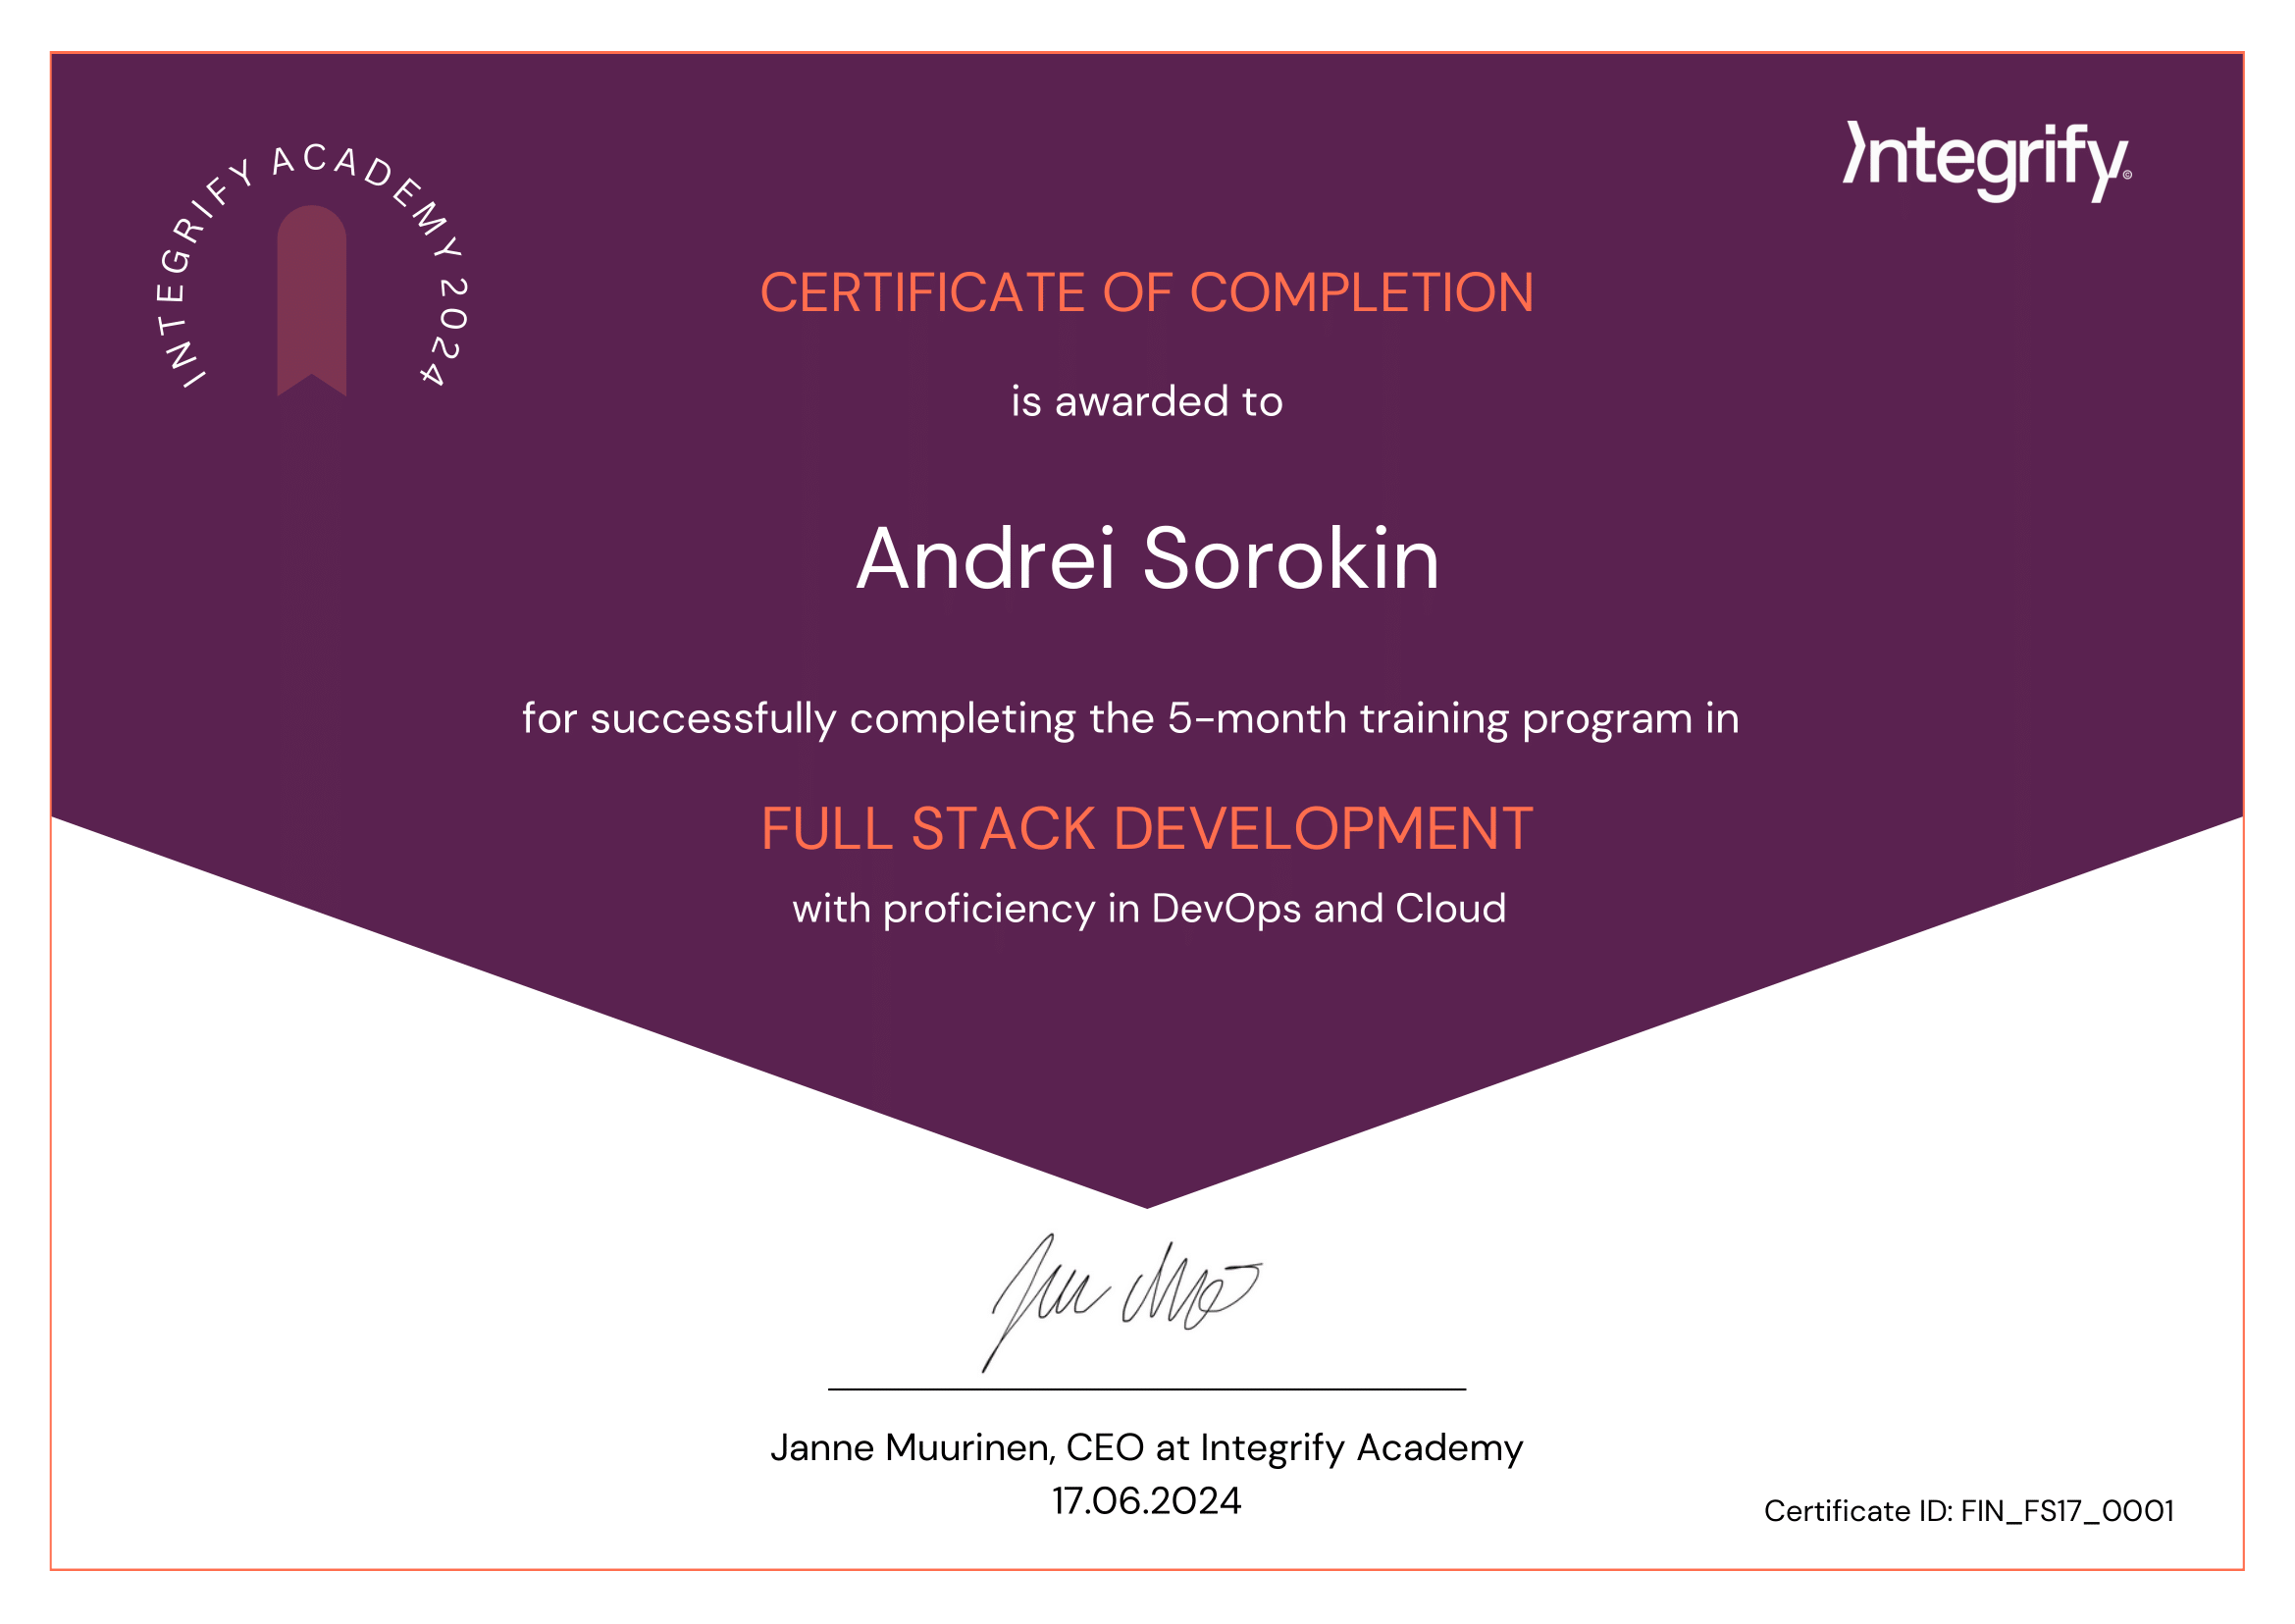 INTEGRIFY ACADEMY 2024
integrify
CERTIFICATE OF COMPLETION
is awarded to
Andrei Sorokin
for successfully completing the 5-month training program in
FULL STACK DEVELOPMENT
with proficiency in DevOps and Cloud
Janne Muurinen, CEO at Integrify Academy
17.06.2024
Certificate ID: FIN_FS17_0001